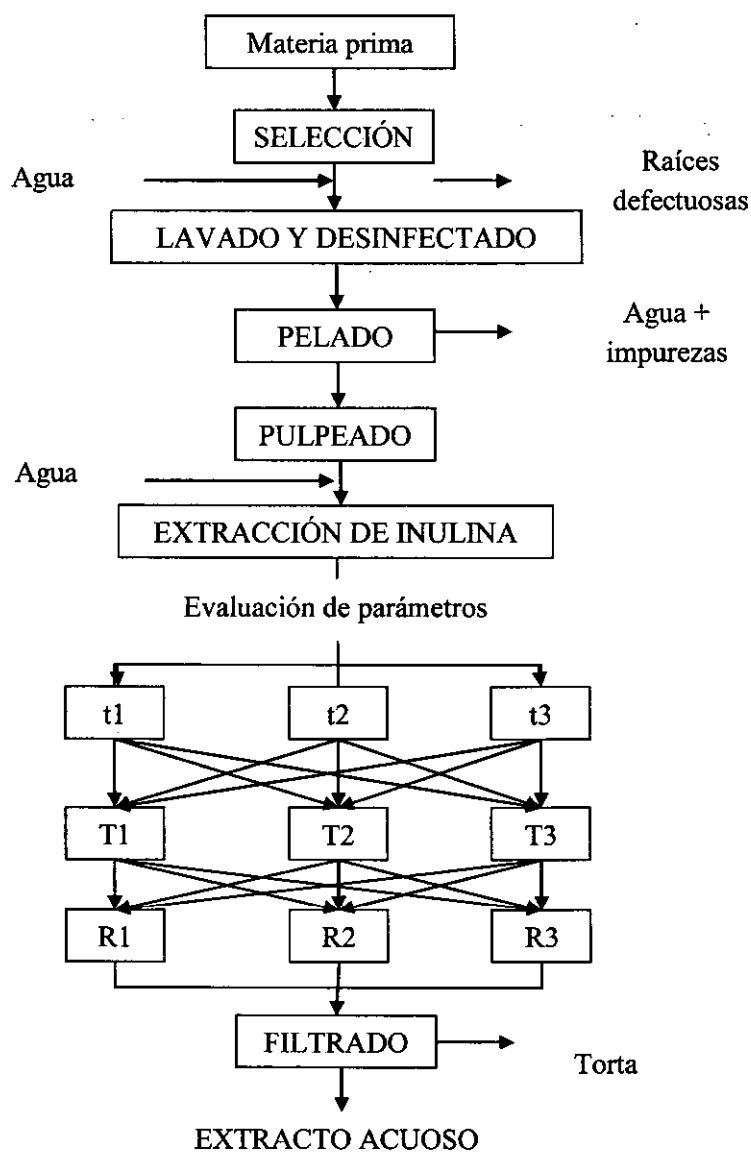 Materia prima
SELECCIÓN
Agua
Raíces
defectuosas
LAVADO Y DESINFECTADO
PELADO
Agua +
impurezas
PULPEADO
Agua
EXTRACCIÓN DE INULINA
Evaluación de parámetros
t1 t2 t3
T1 T2 T3
R1 R2 R3
FILTRADO
Torta
EXTRACTO ACUOSO